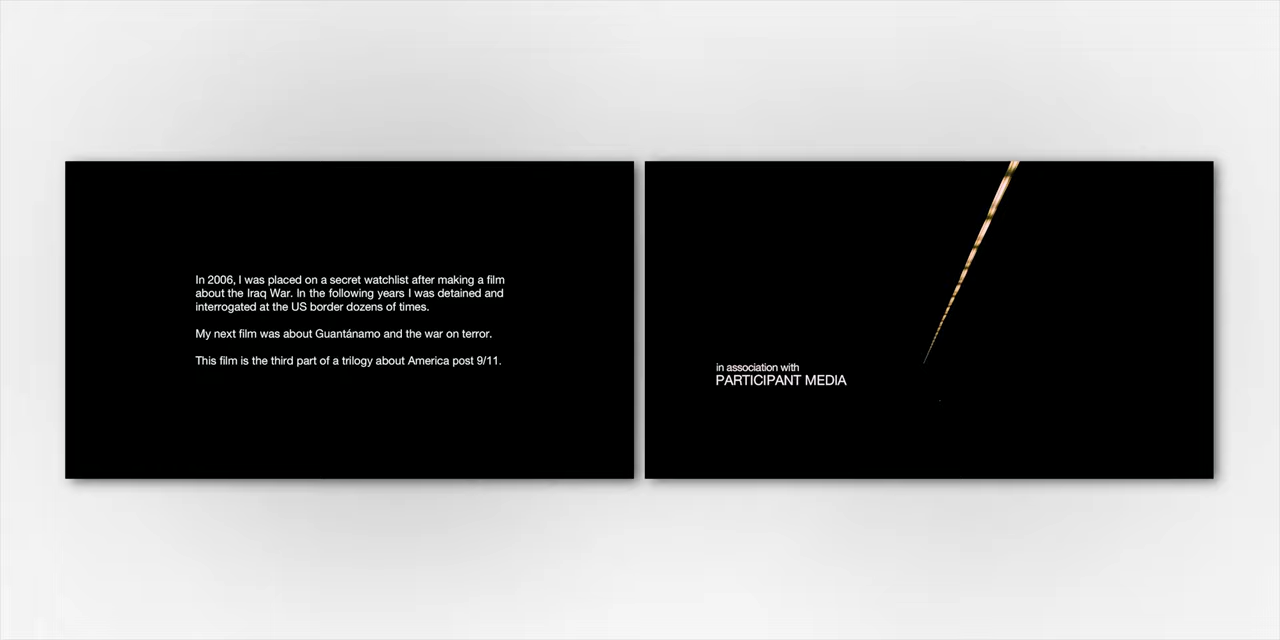 In 2006, I was placed on a secret watchlist after making a film
about the Iraq War. In the following years I was detained and
interrogated at the US border dozens of times.
My next film was about Guantánamo and the war on terror.
This film is the third part of a trilogy about America post 9/11.
in association with
PARTICIPANT MEDIA